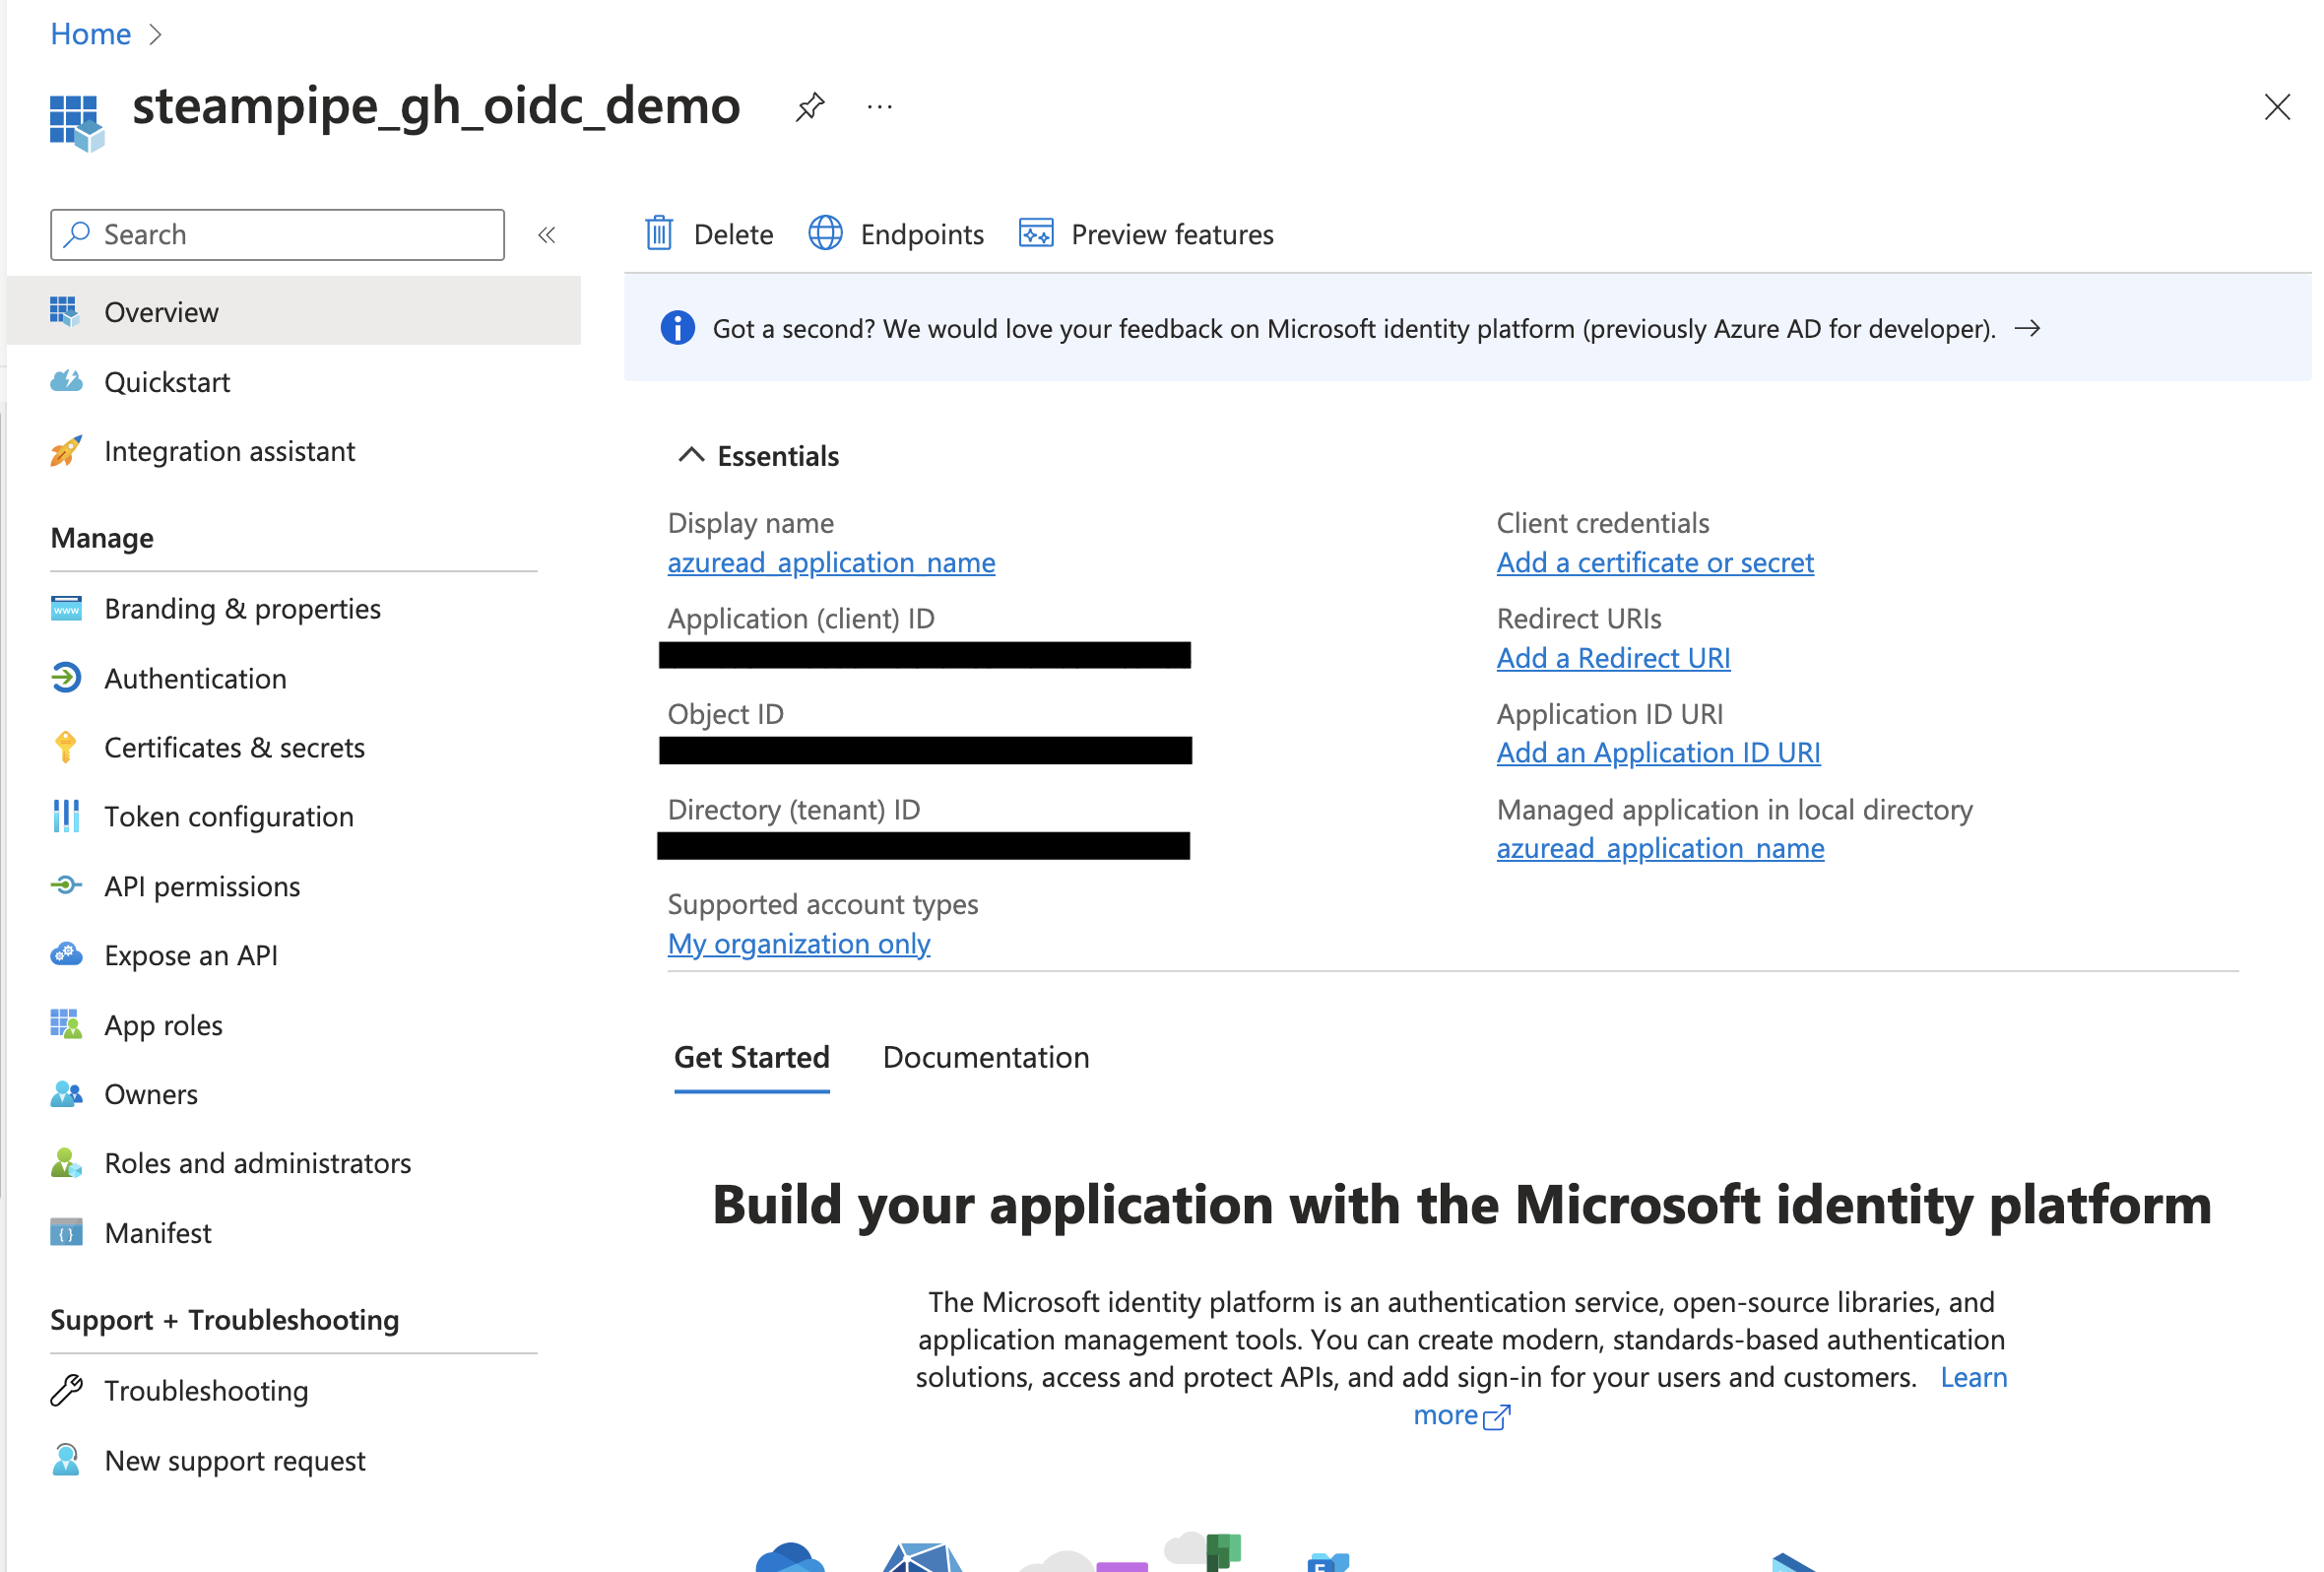 Home
steampipe_gh_oidc_demo
Search
Overview
Quickstart
Integration assistant
Manage
Branding & properties
Authentication
Certificates & secrets
Token configuration
API permissions
Expose an API
App roles
Owners
Roles and administrators
Manifest
Support + Troubleshooting
Troubleshooting
New support request
Delete
Endpoints
Preview features
Got a second? We would love your feedback on Microsoft identity platform (previously Azure AD for developer).
Essentials
Display name
azuread_application_name
Application (client) ID
Object ID
Directory (tenant) ID
Supported account types
My organization only
Client credentials
Add a certificate or secret
Redirect URIs
Add a Redirect URI
Application ID URI
Add an Application ID URI
Managed application in local directory
azuread_application_name
Get Started
Documentation
Build your application with the Microsoft identity platform
The Microsoft identity platform is an authentication service, open-source libraries, and
application management tools. You can create modern, standards-based authentication
solutions, access and protect APIs, and add sign-in for your users and customers. Learn
more